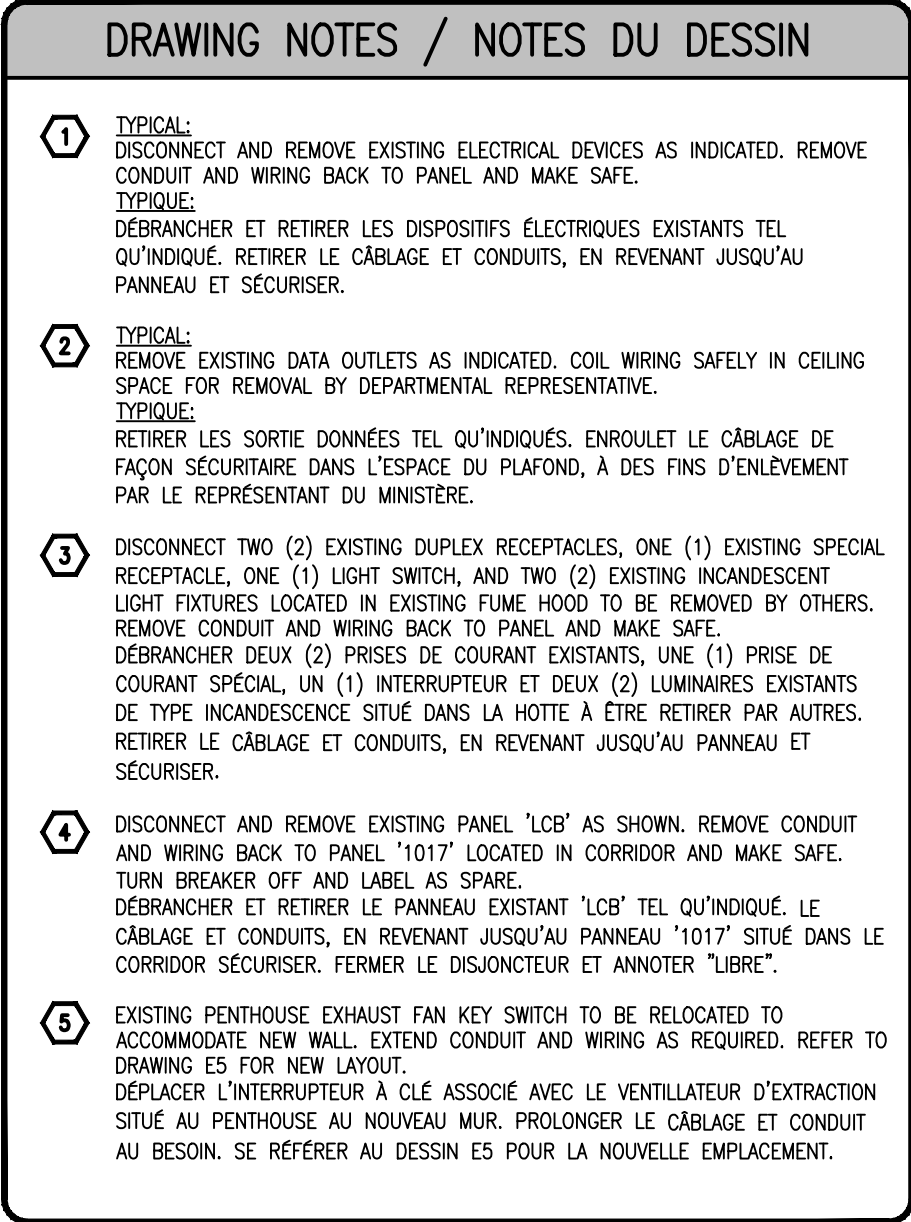 DRAWING NOTES / NOTES DU DESSIN
1 TYPICAL:
DISCONNECT AND REMOVE EXISTING ELECTRICAL DEVICES AS INDICATED. REMOVE
CONDUIT AND WIRING BACK TO PANEL AND MAKE SAFE.
TYPIQUE:
DÉBRANCHER ET RETIRER LES DISPOSITIFS ÉLECTRIQUES EXISTANTS TEL
QU'INDIQUÉ. RETIRER LE CÂBLAGE ET CONDUITS, EN REVENANT JUSQU'AU
PANNEAU ET SÉCURISER.
2 TYPICAL:
REMOVE EXISTING DATA OUTLETS AS INDICATED. COIL WIRING SAFELY IN CEILING
SPACE FOR REMOVAL BY DEPARTMENTAL REPRESENTATIVE.
TYPIQUE:
RETIRER LES SORTIE DONNÉES TEL QU'INDIQUÉS. ENROULET LE CÂBLAGE DE
FAÇON SÉCURITAIRE DANS L'ESPACE DU PLAFOND, À DES FINS D'ENLÈVEMENT
PAR LE REPRÉSENTANT DU MINISTÈRE.
3 DISCONNECT TWO (2) EXISTING DUPLEX RECEPTACLES, ONE (1) EXISTING SPECIAL
RECEPTACLE, ONE (1) LIGHT SWITCH, AND TWO (2) EXISTING INCANDESCENT
LIGHT FIXTURES LOCATED IN EXISTING FUME HOOD TO BE REMOVED BY OTHERS.
REMOVE CONDUIT AND WIRING BACK TO PANEL AND MAKE SAFE.
DÉBRANCHER DEUX (2) PRISES DE COURANT EXISTANTS, UNE (1) PRISE DE
COURANT SPÉCIAL, UN (1) INTERRUPTEUR ET DEUX (2) LUMINAIRES EXISTANTS
DE TYPE INCANDESCENCE SITUÉ DANS LA HOTTE À ÊTRE RETIRER PAR AUTRES.
RETIRER LE CÂBLAGE ET CONDUITS, EN REVENANT JUSQU'AU PANNEAU ET
SÉCURISER.
4 DISCONNECT AND REMOVE EXISTING PANEL 'LCB' AS SHOWN. REMOVE CONDUIT
AND WIRING BACK TO PANEL '1017' LOCATED IN CORRIDOR AND MAKE SAFE.
TURN BREAKER OFF AND LABEL AS SPARE.
DÉBRANCHER ET RETIRER LE PANNEAU EXISTANT 'LCB' TEL QU'INDIQUÉ. LE
CÂBLAGE ET CONDUITS, EN REVENANT JUSQU'AU PANNEAU '1017' SITUÉ DANS LE
CORRIDOR SÉCURISER. FERMER LE DISJONCTEUR ET ANNOTER "LIBRE".
5 EXISTING PENTHOUSE EXHAUST FAN KEY SWITCH TO BE RELOCATED TO
ACCOMMODATE NEW WALL. EXTEND CONDUIT AND WIRING AS REQUIRED. REFER TO
DRAWING E5 FOR NEW LAYOUT.
DÉPLACER L'INTERRUPTEUR À CLÉ ASSOCIÉ AVEC LE VENTILLATEUR D'EXTRACTION
SITUÉ AU PENTHOUSE AU NOUVEAU MUR. PROLONGER LE CÂBLAGE ET CONDUIT
AU BESOIN. SE RÉFÉRER AU DESSIN E5 POUR LA NOUVELLE EMPLACEMENT.